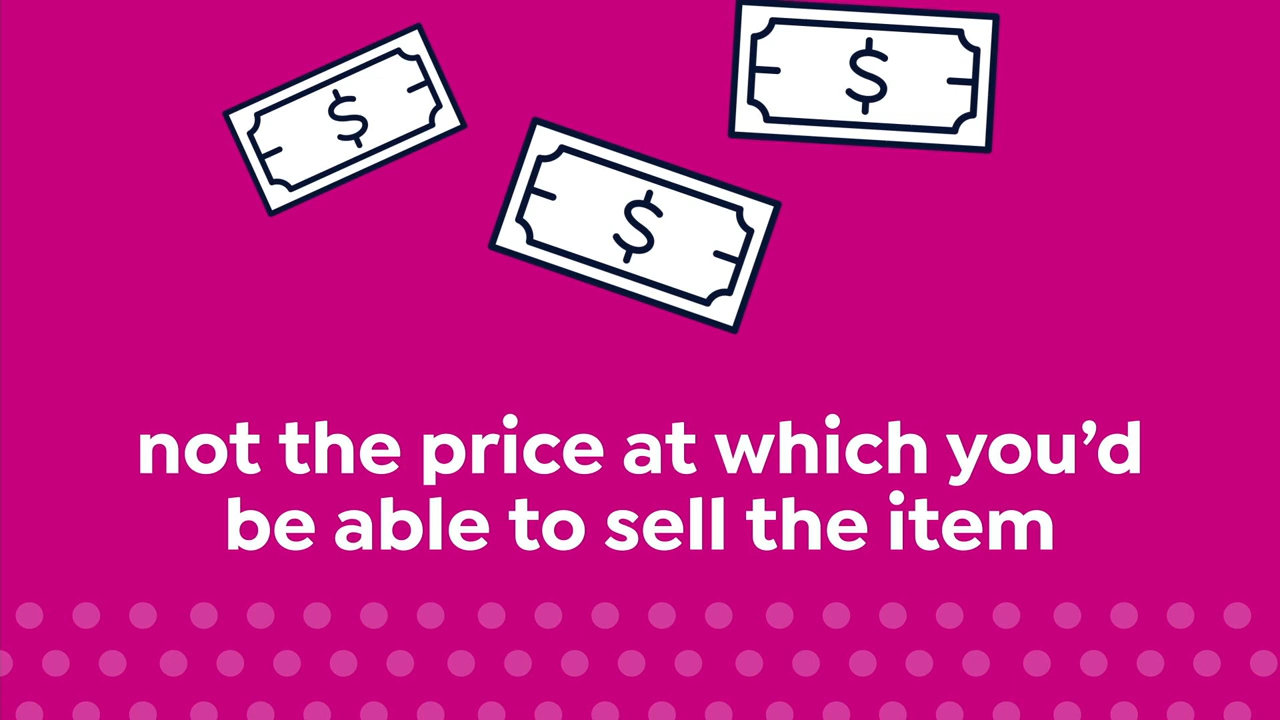 $
$
$
not the price at which you’d
be able to sell the item